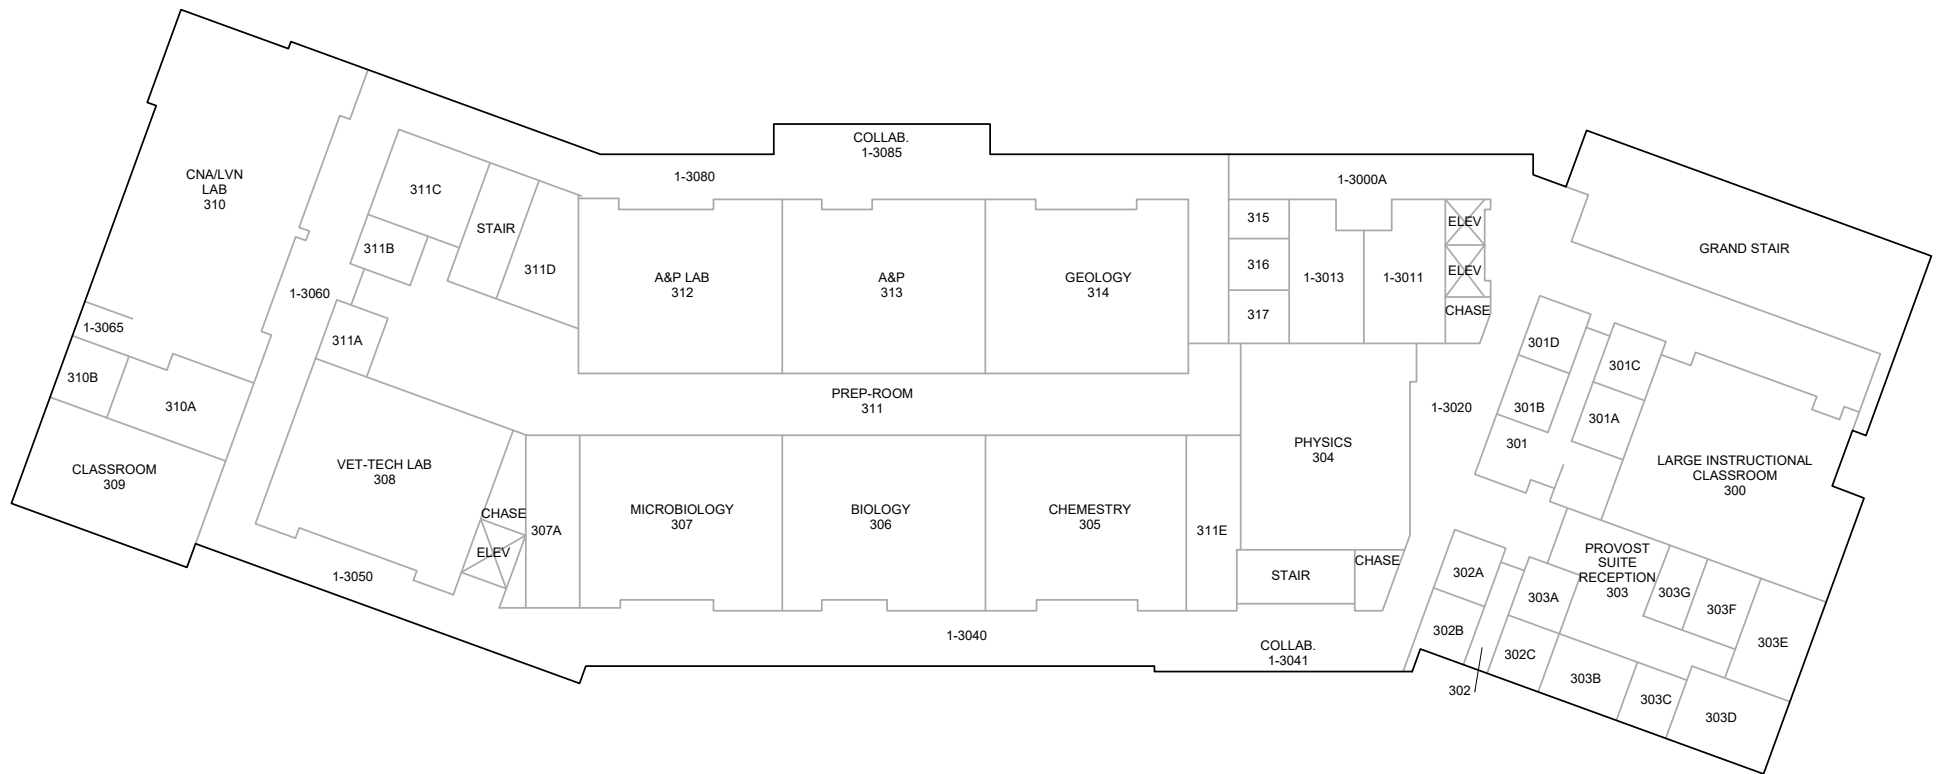 COLLAB.
1-3085
1-3080
1-3000A
CNA/LVN
LAB
310
311C
STAIR
311B
311D
1-3060
1-3065
311A
310B
310A
CLASSROOM
309
A&P LAB
312
A&P
313
GEOLOGY
314
315
316
317
1-3013
1-3011
ELEV
ELEV
CHASE
GRAND STAIR
PREP-ROOM
311
VET-TECH LAB
308
CHASE
ELEV
1-3050
307A
MICROBIOLOGY
307
BIOLOGY
306
CHEMESTRY
305
311E
PHYSICS
304
STAIR
CHASE
1-3020
301D
301C
301B
301A
301
LARGE INSTRUCTIONAL
CLASSROOM
300
PROVOST
SUITE
RECEPTION
303
302A
303A
303G
303F
302B
302C
303E
303B
303C
303D
302
1-3040
COLLAB.
1-3041